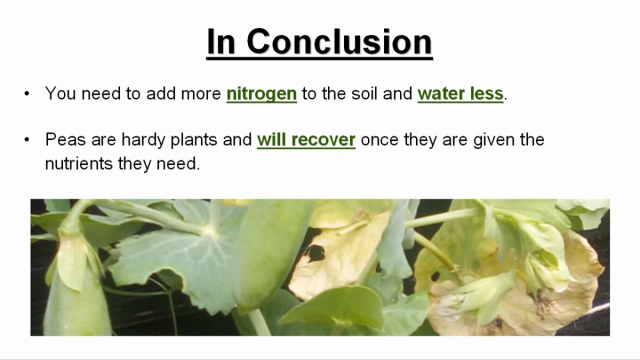 In Conclusion
• You need to add more nitrogen to the soil and water less.
• Peas are hardy plants and will recover once they are given the
nutrients they need.